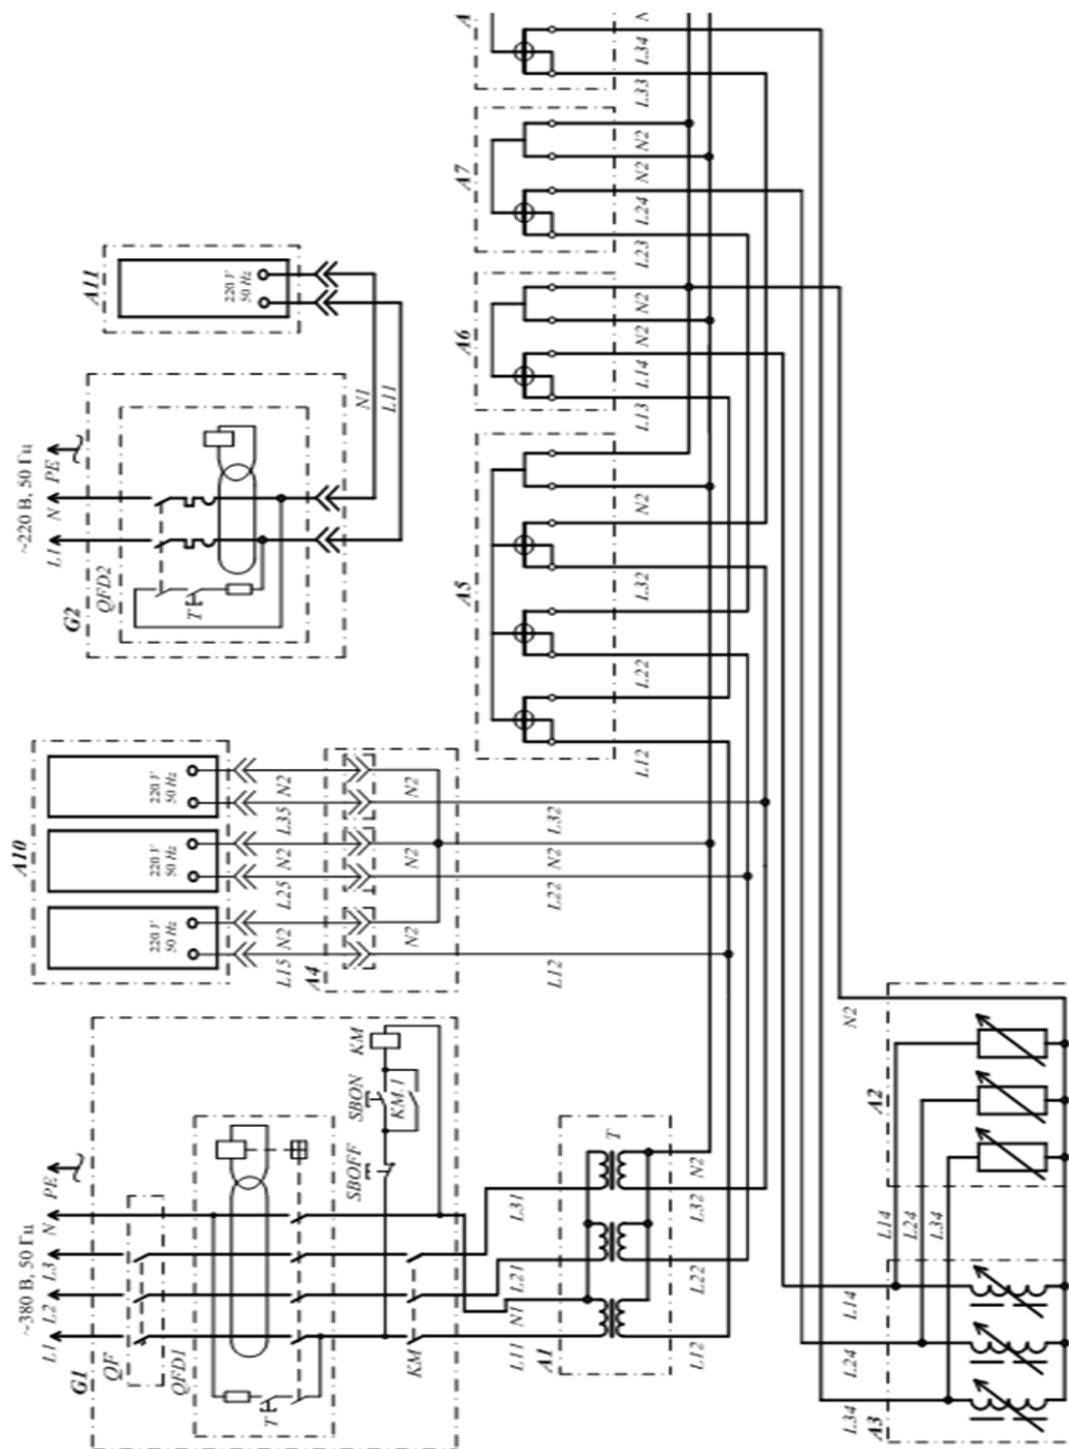 ~380 В, 50 Гц
L1
L2
L3
N
PE
G1
QF
QFD1
T
SBOFF
SBON
KM
KM.1
KM
L11
N1
L21
L31
A1
T
L12
L22
L32
N2
A10
220 V
50 Hz
220 V
50 Hz
220 V
50 Hz
L15
N2
L25
N2
L35
N2
A4
N2
N2
N2
L12
L22
N2
L32
~220 В, 50 Гц
L1
N
PE
G2
QFD2
T
N1
L11
A11
220 V
50 Hz
A5
L12
L22
L32
N2
A6
L13
L14
N2
N2
A7
L23
L24
N2
N2
L33
L34
A3
L34
L24
L14
L34
L24
L14
A2
N2